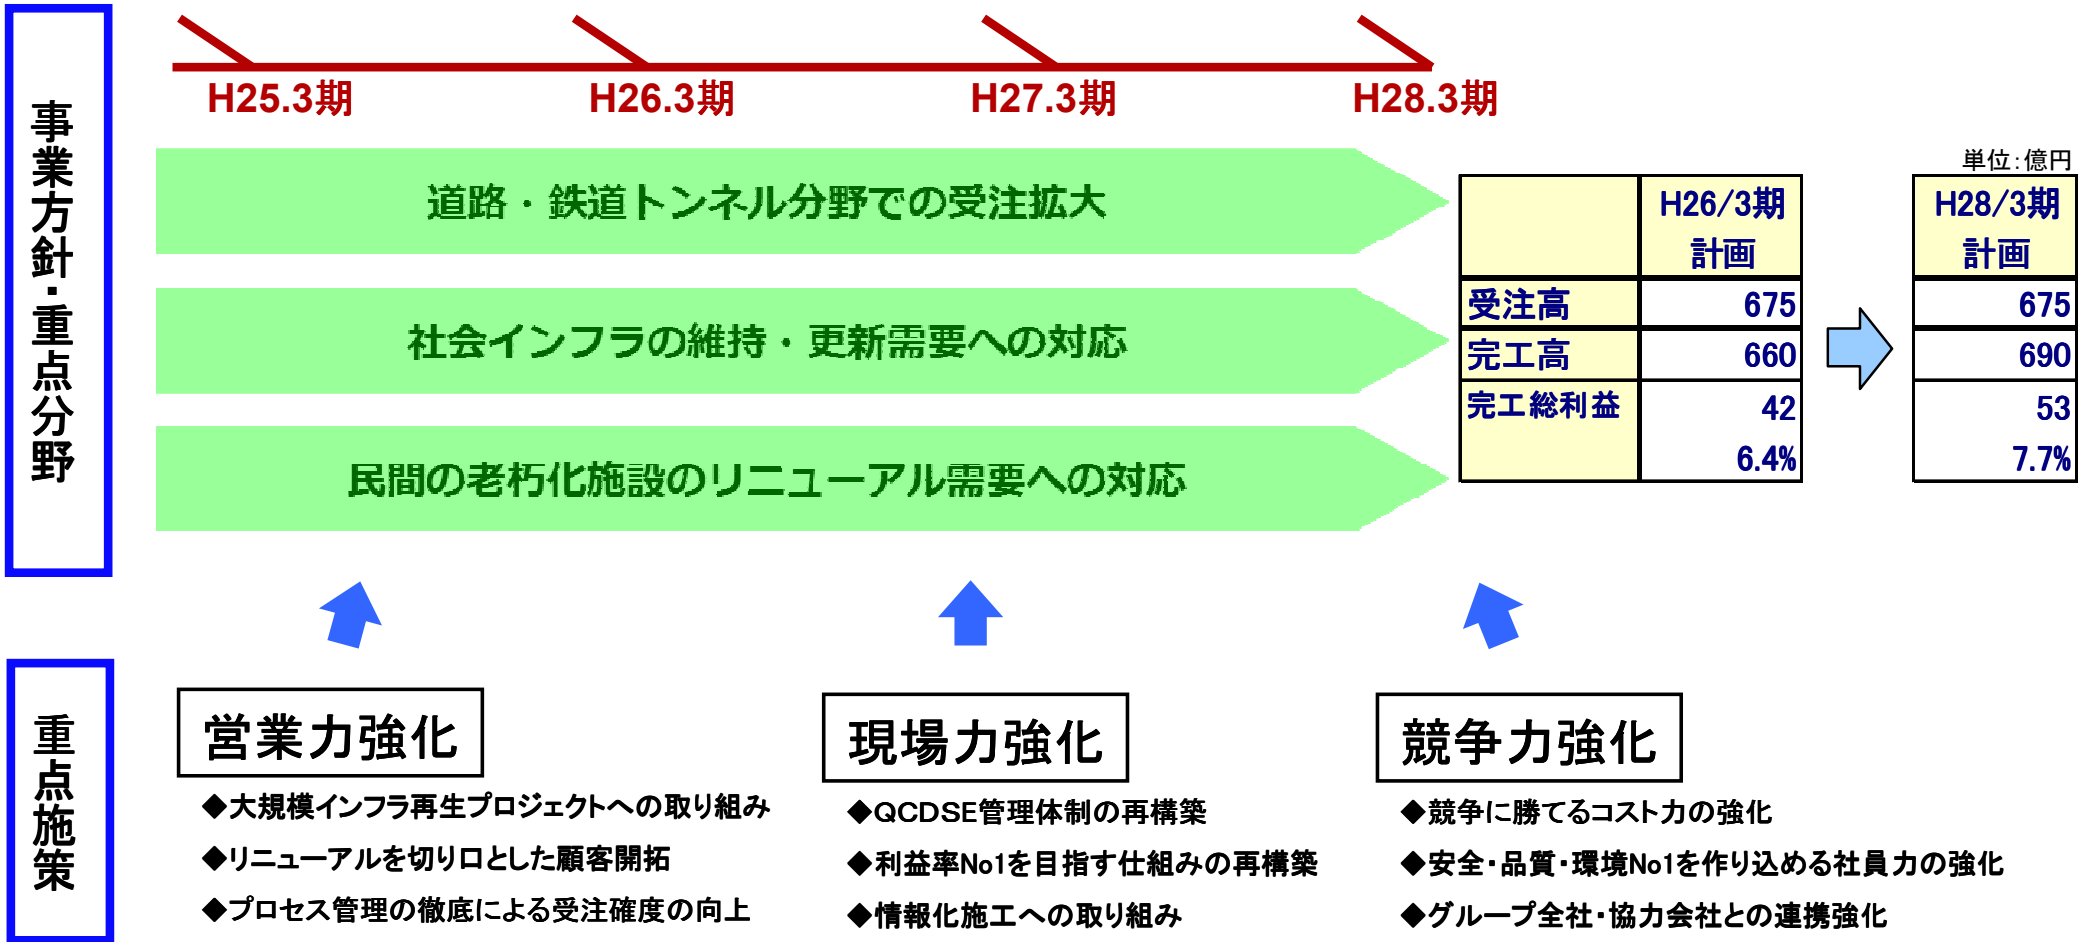 事業方針・重点分野
H25.3期
H26.3期
H27.3期
H28.3期
道路・鉄道トンネル分野での受注拡大
社会インフラの維持・更新需要への対応
民間の老朽化施設のリニューアル需要への対応
単位：億円
H26/3期 H28/3期
計画 計画
受注高 675 675
完工高 660 690
完工総利益 42 53
6.4% 7.7%
重点施策
営業力強化
◆大規模インフラ再生プロジェクトへの取り組み
◆リニューアルを切り口とした顧客開拓
◆プロセス管理の徹底による受注確度の向上
現場力強化
◆QCDSE管理体制の再構築
◆利益率No1を目指す仕組みの再構築
◆情報化施工への取り組み
競争力強化
◆競争に勝てるコスト力の強化
◆安全・品質・環境No1を作り込める社員力の強化
◆グループ全社・協力会社との連携強化